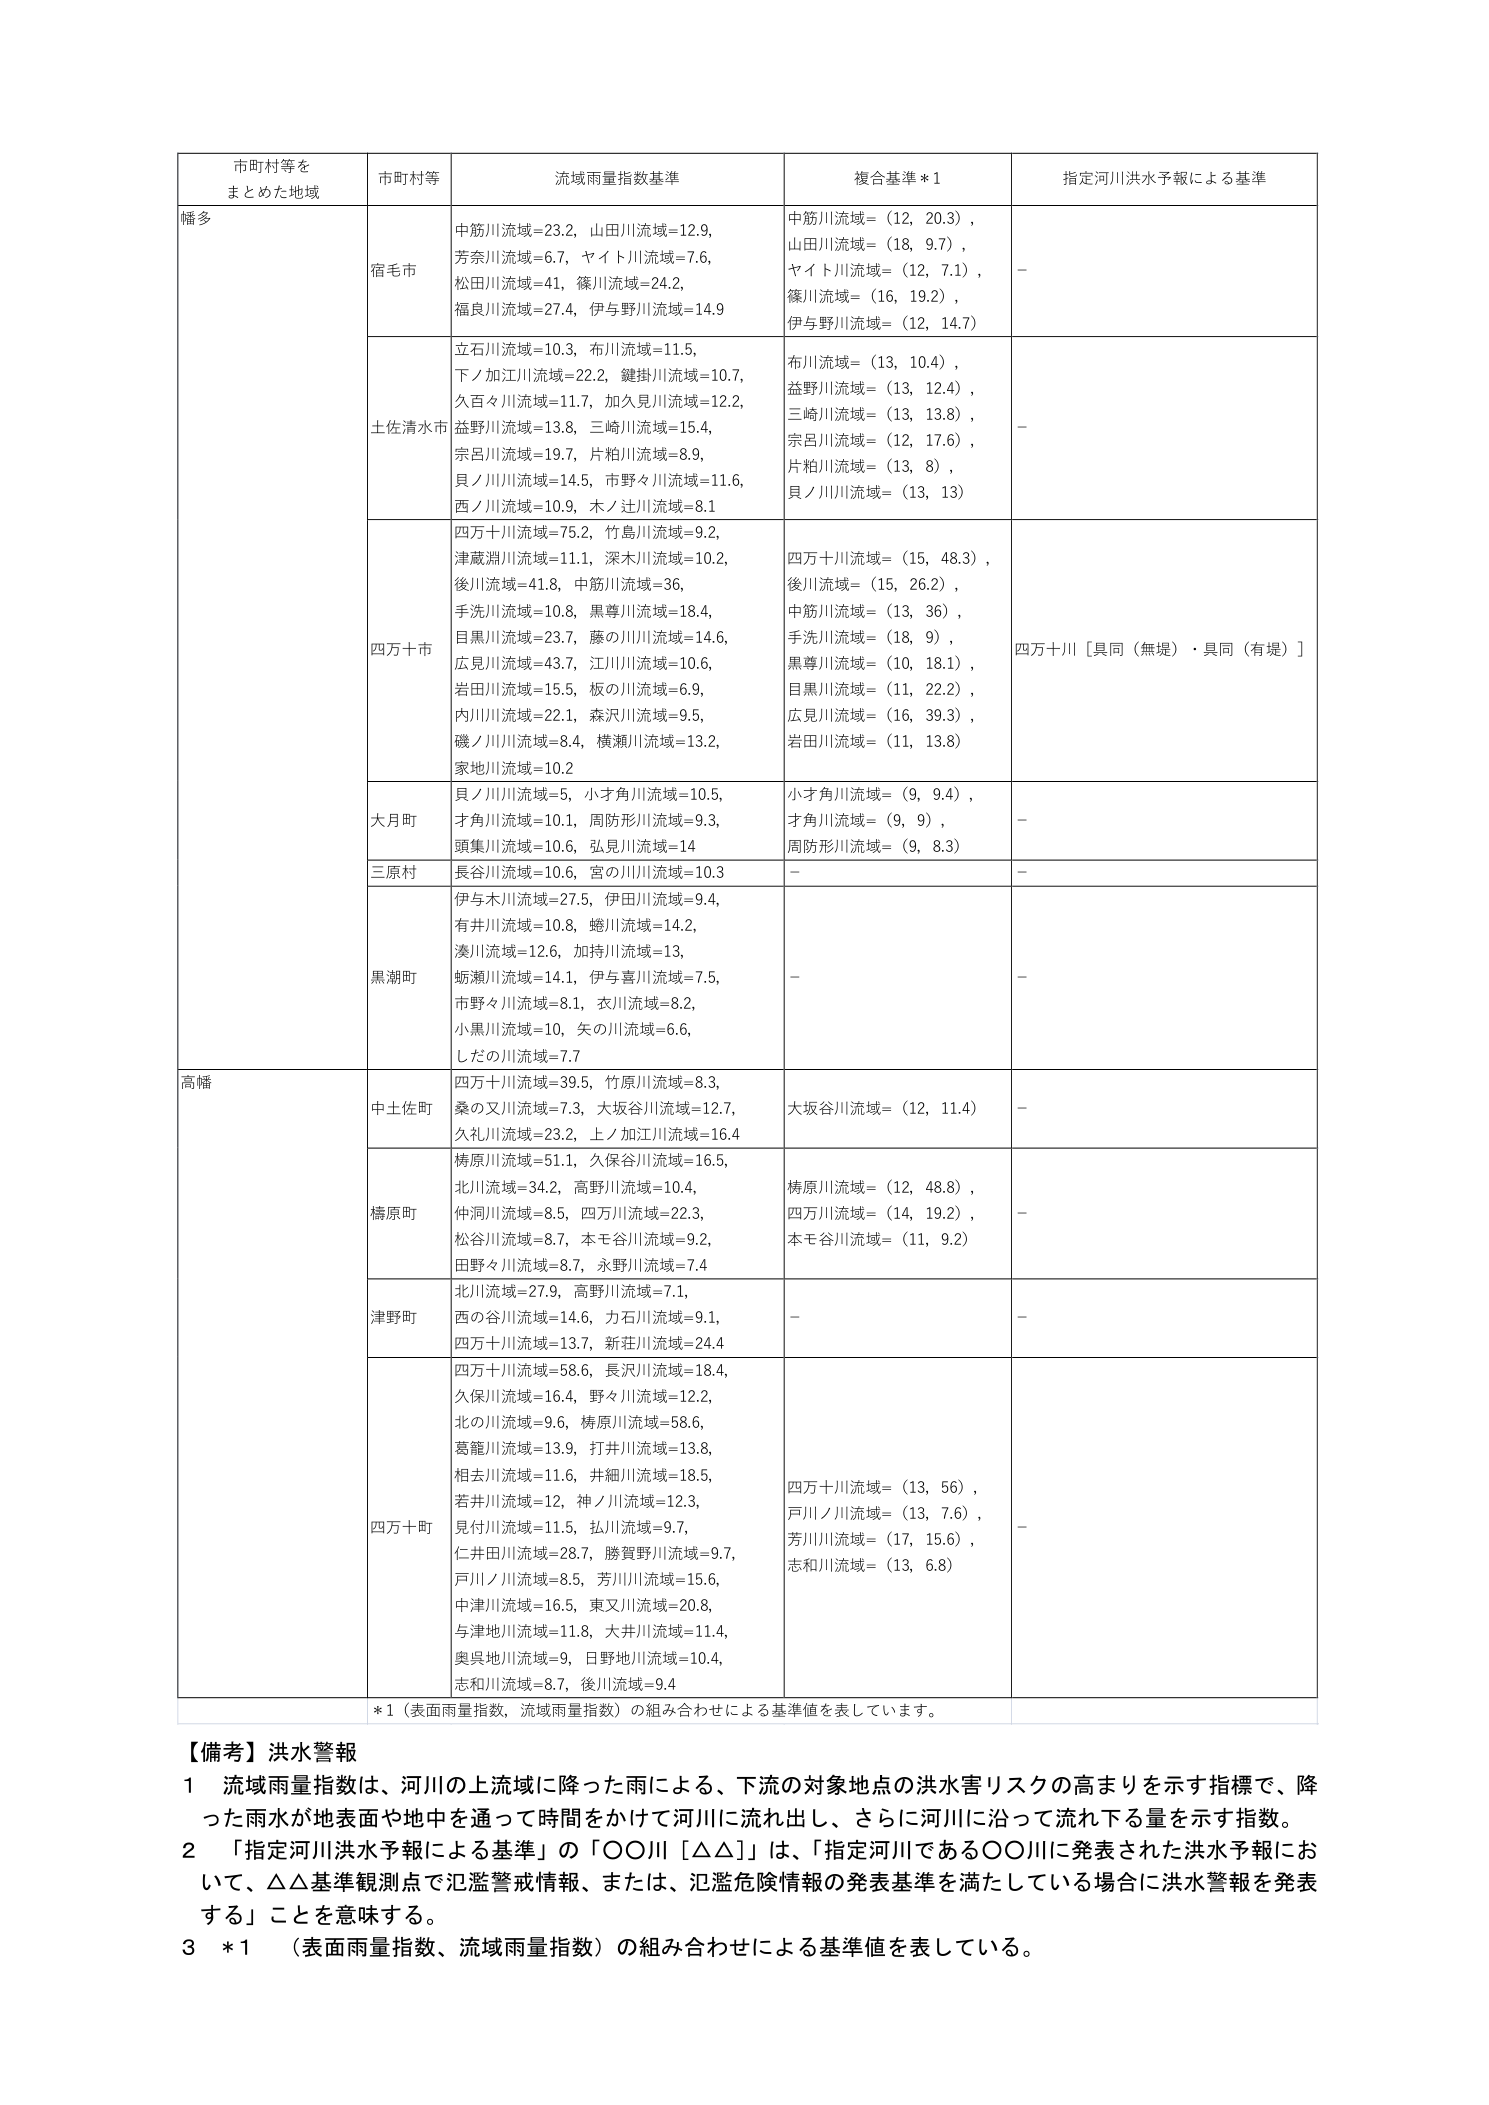 市町村等を
まとめた地域
市町村等
流域雨量指数基準
複合基準＊1
指定河川洪水予報による基準
幡多
宿毛市
中筋川流域=23.2，山田川流域=12.9，
芳奈川流域=6.7，ヤイト川流域=7.6，
松田川流域=41，篠川流域=24.2，
福良川流域=27.4，伊与野川流域=14.9
中筋川流域=（12，20.3），
山田川流域=（18，9.7），
ヤイト川流域=（12，7.1），
篠川流域=（16，19.2），
伊与野川流域=（12，14.7）
－
土佐清水市
立石川流域=10.3，布川流域=11.5，
下ノ加江川流域=22.2，鍵掛川流域=10.7，
久百々川流域=11.7，加久見川流域=12.2，
益野川流域=13.8，三崎川流域=15.4，
宗呂川流域=19.7，片粕川流域=8.9，
貝ノ川川流域=14.5，市野々川流域=11.6，
西ノ川流域=10.9，木ノ辻川流域=8.1
布川流域=（13，10.4），
益野川流域=（13，12.4），
三崎川流域=（13，13.8），
宗呂川流域=（12，17.6），
片粕川流域=（13，8），
貝ノ川川流域=（13，13）
－
四万十市
四万十川流域=75.2，竹島川流域=9.2，
津蔵淵川流域=11.1，深木川流域=10.2，
後川流域=41.8，中筋川流域=36，
手洗川流域=10.8，黒尊川流域=18.4，
目黒川流域=23.7，藤の川川流域=14.6，
広見川流域=43.7，江川川流域=10.6，
岩田川流域=15.5，板の川流域=6.9，
内川川流域=22.1，森沢川流域=9.5，
磯ノ川川流域=8.4，横瀬川流域=13.2，
家地川流域=10.2
四万十川流域=（15，48.3），
後川流域=（15，26.2），
中筋川流域=（13，36），
手洗川流域=（18，9），
黒尊川流域=（10，18.1），
目黒川流域=（11，22.2），
広見川流域=（16，39.3），
岩田川流域=（11，13.8）
四万十川［具同（無堤）・具同（有堤）］
大月町
貝ノ川川流域=5，小才角川流域=10.5，
才角川流域=10.1，周防形川流域=9.3，
頭集川流域=10.6，弘見川流域=14
小才角川流域=（9，9.4），
才角川流域=（9，9），
周防形川流域=（9，8.3）
－
三原村
長谷川流域=10.6，宮の川川流域=10.3
－
－
黒潮町
伊与木川流域=27.5，伊田川流域=9.4，
有井川流域=10.8，蜷川流域=14.2，
湊川流域=12.6，加持川流域=13，
蛎瀬川流域=14.1，伊与喜川流域=7.5，
市野々川流域=8.1，衣川流域=8.2，
小黒川流域=10，矢の川流域=6.6，
しだの川流域=7.7
－
－
高幡
中土佐町
四万十川流域=39.5，竹原川流域=8.3，
桑の又川流域=7.3，大坂谷川流域=12.7，
久礼川流域=23.2，上ノ加江川流域=16.4
大坂谷川流域=（12，11.4）
－
檮原町
梼原川流域=51.1，久保谷川流域=16.5，
北川流域=34.2，高野川流域=10.4，
仲洞川流域=8.5，四万川流域=22.3，
松谷川流域=8.7，本モ谷川流域=9.2，
田野々川流域=8.7，永野川流域=7.4
梼原川流域=（12，48.8），
四万川流域=（14，19.2），
本モ谷川流域=（11，9.2）
－
津野町
北川流域=27.9，高野川流域=7.1，
西の谷川流域=14.6，力石川流域=9.1，
四万十川流域=13.7，新荘川流域=24.4
－
－
四万十町
四万十川流域=58.6，長沢川流域=18.4，
久保川流域=16.4，野々川流域=12.2，
北の川流域=9.6，梼原川流域=58.6，
葛籠川流域=13.9，打井川流域=13.8，
相去川流域=11.6，井細川流域=18.5，
若井川流域=12，神ノ川流域=12.3，
見付川流域=11.5，払川流域=9.7，
仁井田川流域=28.7，勝賀野川流域=9.7，
戸川ノ川流域=8.5，芳川川流域=15.6，
中津川流域=16.5，東又川流域=20.8，
与津地川流域=11.8，大井川流域=11.4，
奥呉地川流域=9，日野地川流域=10.4，
志和川流域=8.7，後川流域=9.4
四万十川流域=（13，56），
戸川ノ川流域=（13，7.6），
芳川川流域=（17，15.6），
志和川流域=（13，6.8）
－
＊1（表面雨量指数，流域雨量指数）の組み合わせによる基準値を表しています。
【備考】洪水警報
１　流域雨量指数は、河川の上流域に降った雨による、下流の対象地点の洪水害リスクの高まりを示す指標で、降
った雨水が地表面や地中を通って時間をかけて河川に流れ出し、さらに河川に沿って流れ下る量を示す指数。
２　「指定河川洪水予報による基準」の「〇〇川［△△］」は、「指定河川である〇〇川に発表された洪水予報にお
いて、△△基準観測点で氾濫警戒情報、または、氾濫危険情報の発表基準を満たしている場合に洪水警報を発表
する」ことを意味する。
３　＊1　（表面雨量指数、流域雨量指数）の組み合わせによる基準値を表している。